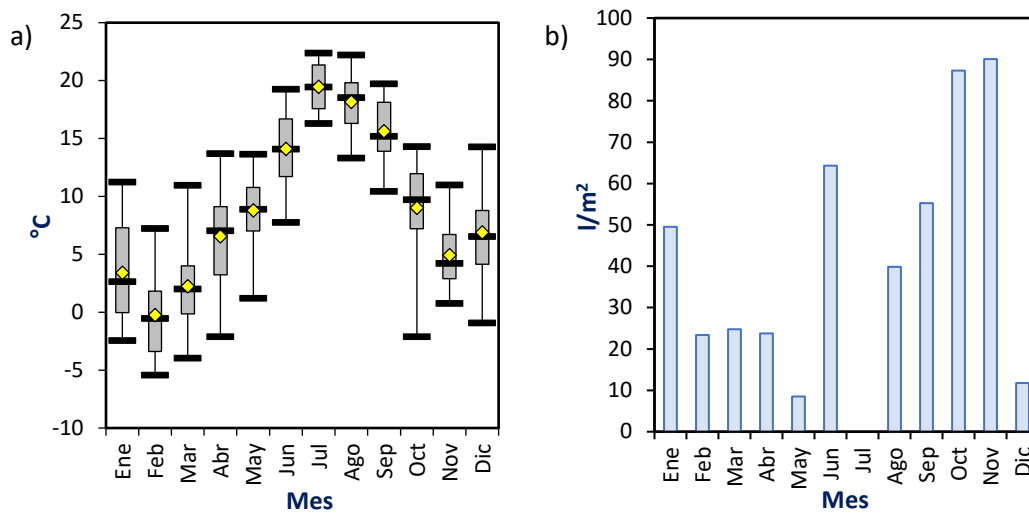 a)
25
20
15
10
5
0
-5
-10
°C
Ene
Feb
Mar
Abr
May
Jun
Jul
Ago
Sep
Oct
Nov
Dic
Mes
b)
100
90
80
70
60
50
40
30
20
10
0
l/m²
Ene
Feb
Mar
Abr
May
Jun
Jul
Ago
Sep
Oct
Nov
Dic
Mes